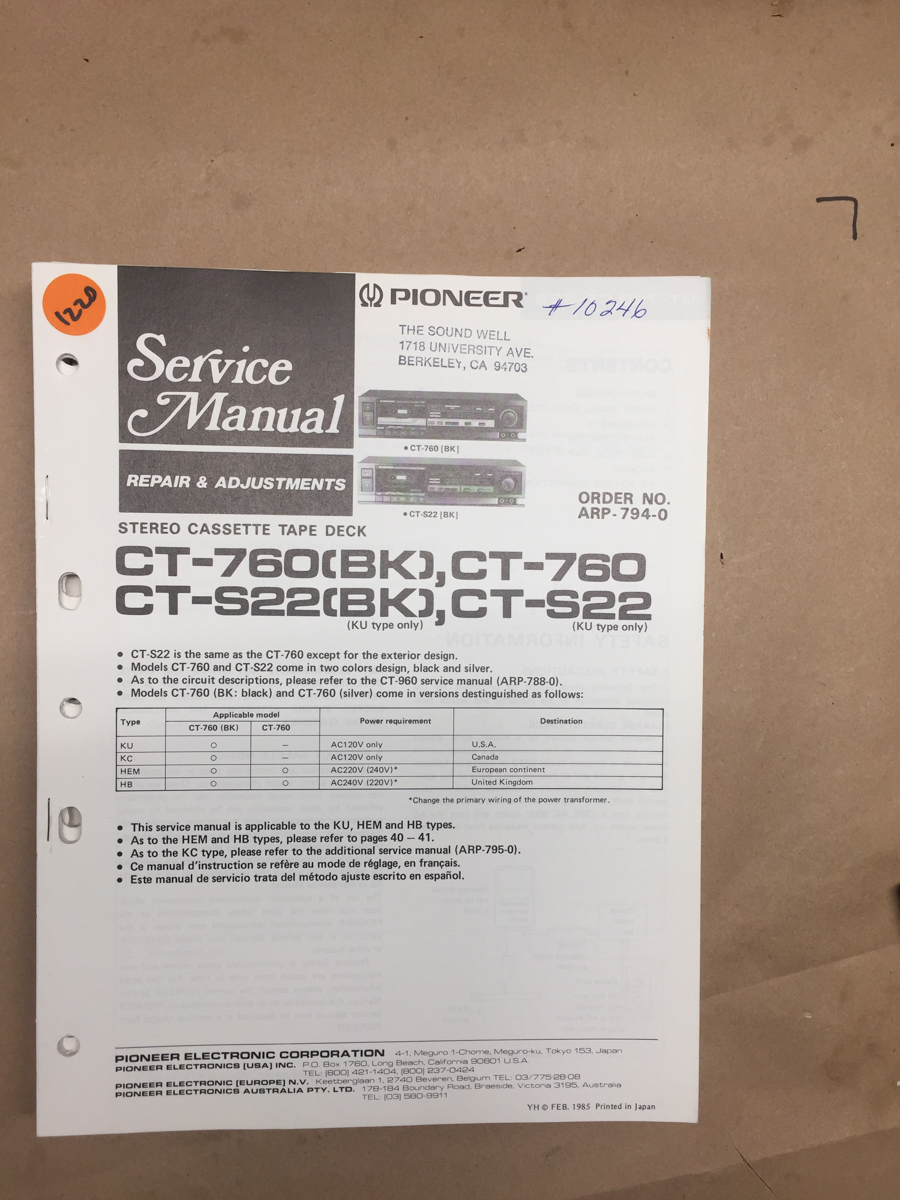 1220
PIONEER
#10246
THE SOUND WELL
1718 UNIVERSITY AVE.
BERKELEY, CA 94703
Service
Manual
REPAIR & ADJUSTMENTS
• CT-760 [BK]
• CT-S22 [BK]
ORDER NO.
ARP-794-0
STEREO CASSETTE TAPE DECK
CT-760(BK), CT-760
CT-S22(BK), CT-S22
(KU type only) (KU type only)
• CT-S22 is the same as the CT-760 except for the exterior design.
• Models CT-760 and CT-S22 come in two colors design, black and silver.
• As to the circuit descriptions, please refer to the CT-960 service manual (ARP-788-0).
• Models CT-760 (BK: black) and CT-760 (silver) come in versions destinguished as follows:
Type Applicable model Power requirement Destination
CT-760 (BK) CT-760
KU ○ – AC120V only U.S.A.
KC ○ – AC120V only Canada
HEM ○ ○ AC220V (240V)* European continent
HB ○ ○ AC240V (220V)* United Kingdom
*Change the primary wiring of the power transformer.
• This service manual is applicable to the KU, HEM and HB types.
• As to the HEM and HB types, please refer to pages 40 – 41.
• As to the KC type, please refer to the additional service manual (ARP-795-0).
• Ce manual d'instruction se refère au mode de réglage, en français.
• Este manual de servicio trata del método ajuste escrito en español.
PIONEER ELECTRONIC CORPORATION 4-1, Meguro 1-Chome, Meguro-ku, Tokyo 153, Japan
PIONEER ELECTRONICS (USA) INC. P.O. Box 1760, Long Beach, California 90801 U.S.A.
TEL: (800) 421-1404, (800) 237-0424
PIONEER ELECTRONIC (EUROPE) N.V. Keetberglaan 1, 2740 Beveren, Belgium TEL: 03/775·28·08
PIONEER ELECTRONICS AUSTRALIA PTY. LTD. 178-184 Boundary Road, Braeside, Victoria 3195, Australia
TEL: (03) 580-9911
YH © FEB. 1985 Printed in Japan